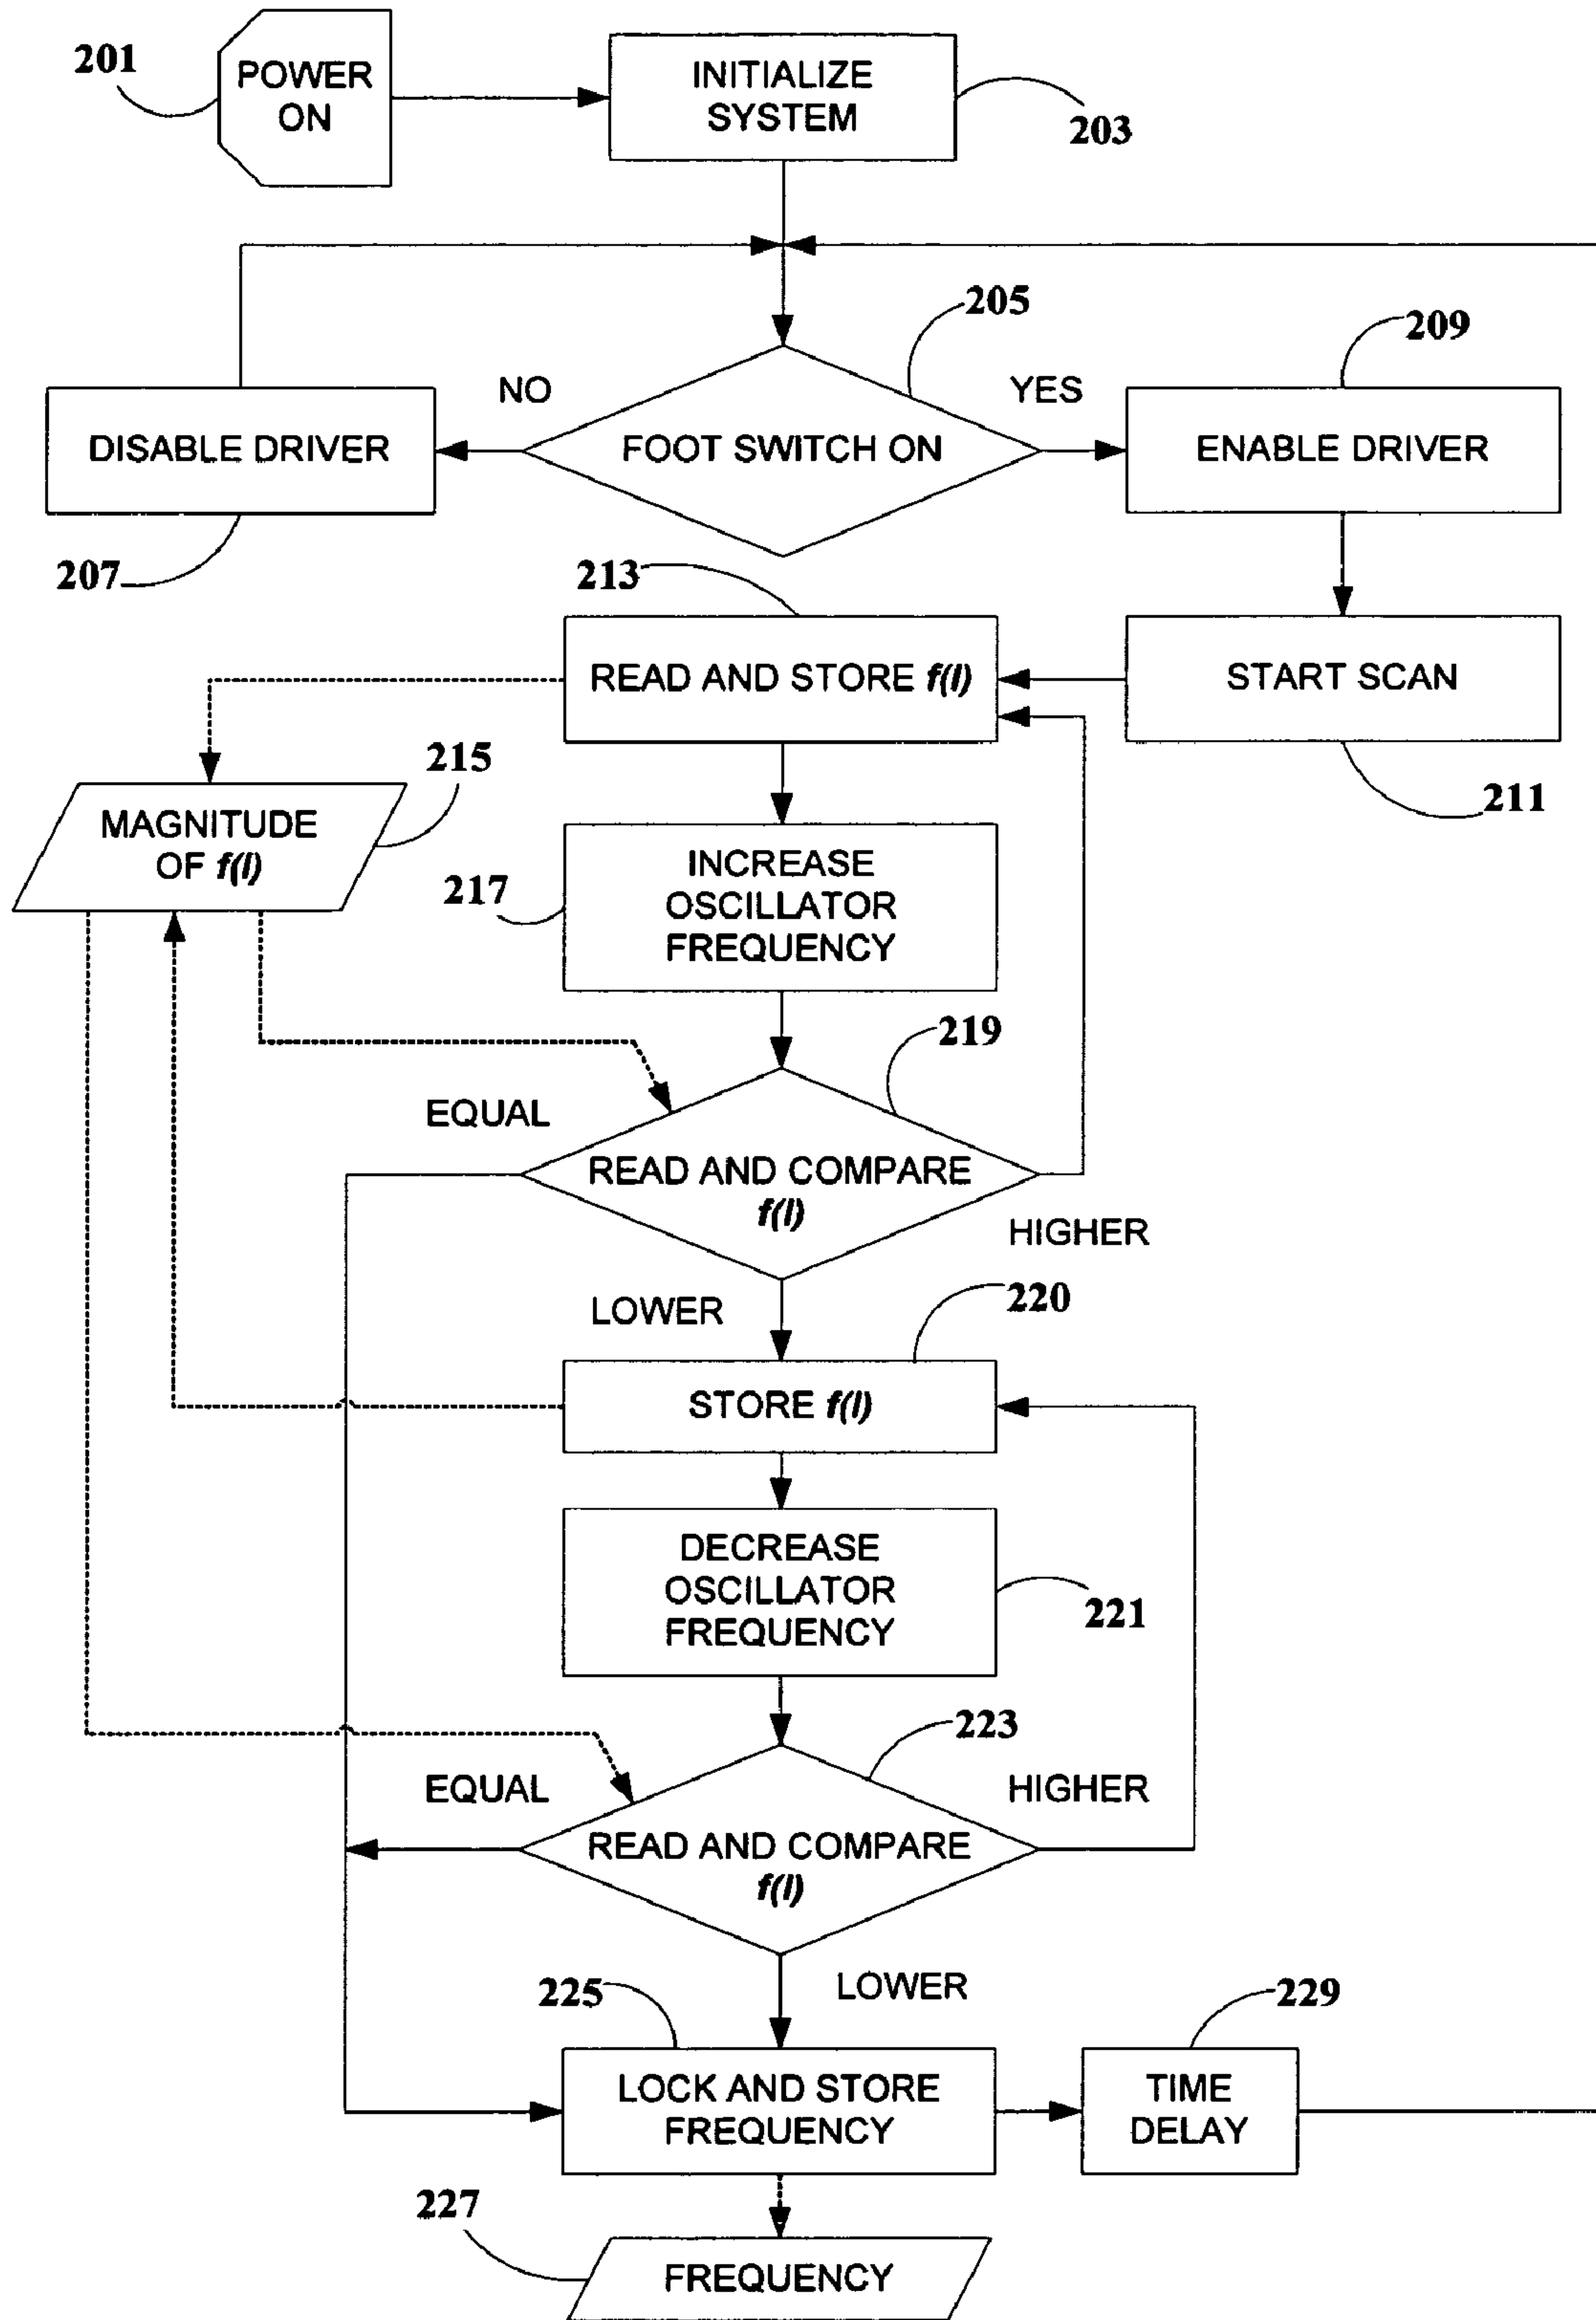 201
POWER
ON
INITIALIZE
SYSTEM
203
205
209
NO
YES
DISABLE DRIVER
FOOT SWITCH ON
ENABLE DRIVER
207
213
READ AND STORE f(I)
START SCAN
211
215
MAGNITUDE
OF f(I)
217
INCREASE
OSCILLATOR
FREQUENCY
219
EQUAL
READ AND COMPARE
f(I)
HIGHER
LOWER
220
STORE f(I)
DECREASE
OSCILLATOR
FREQUENCY
221
223
EQUAL
HIGHER
READ AND COMPARE
f(I)
LOWER
225
229
LOCK AND STORE
FREQUENCY
TIME
DELAY
227
FREQUENCY